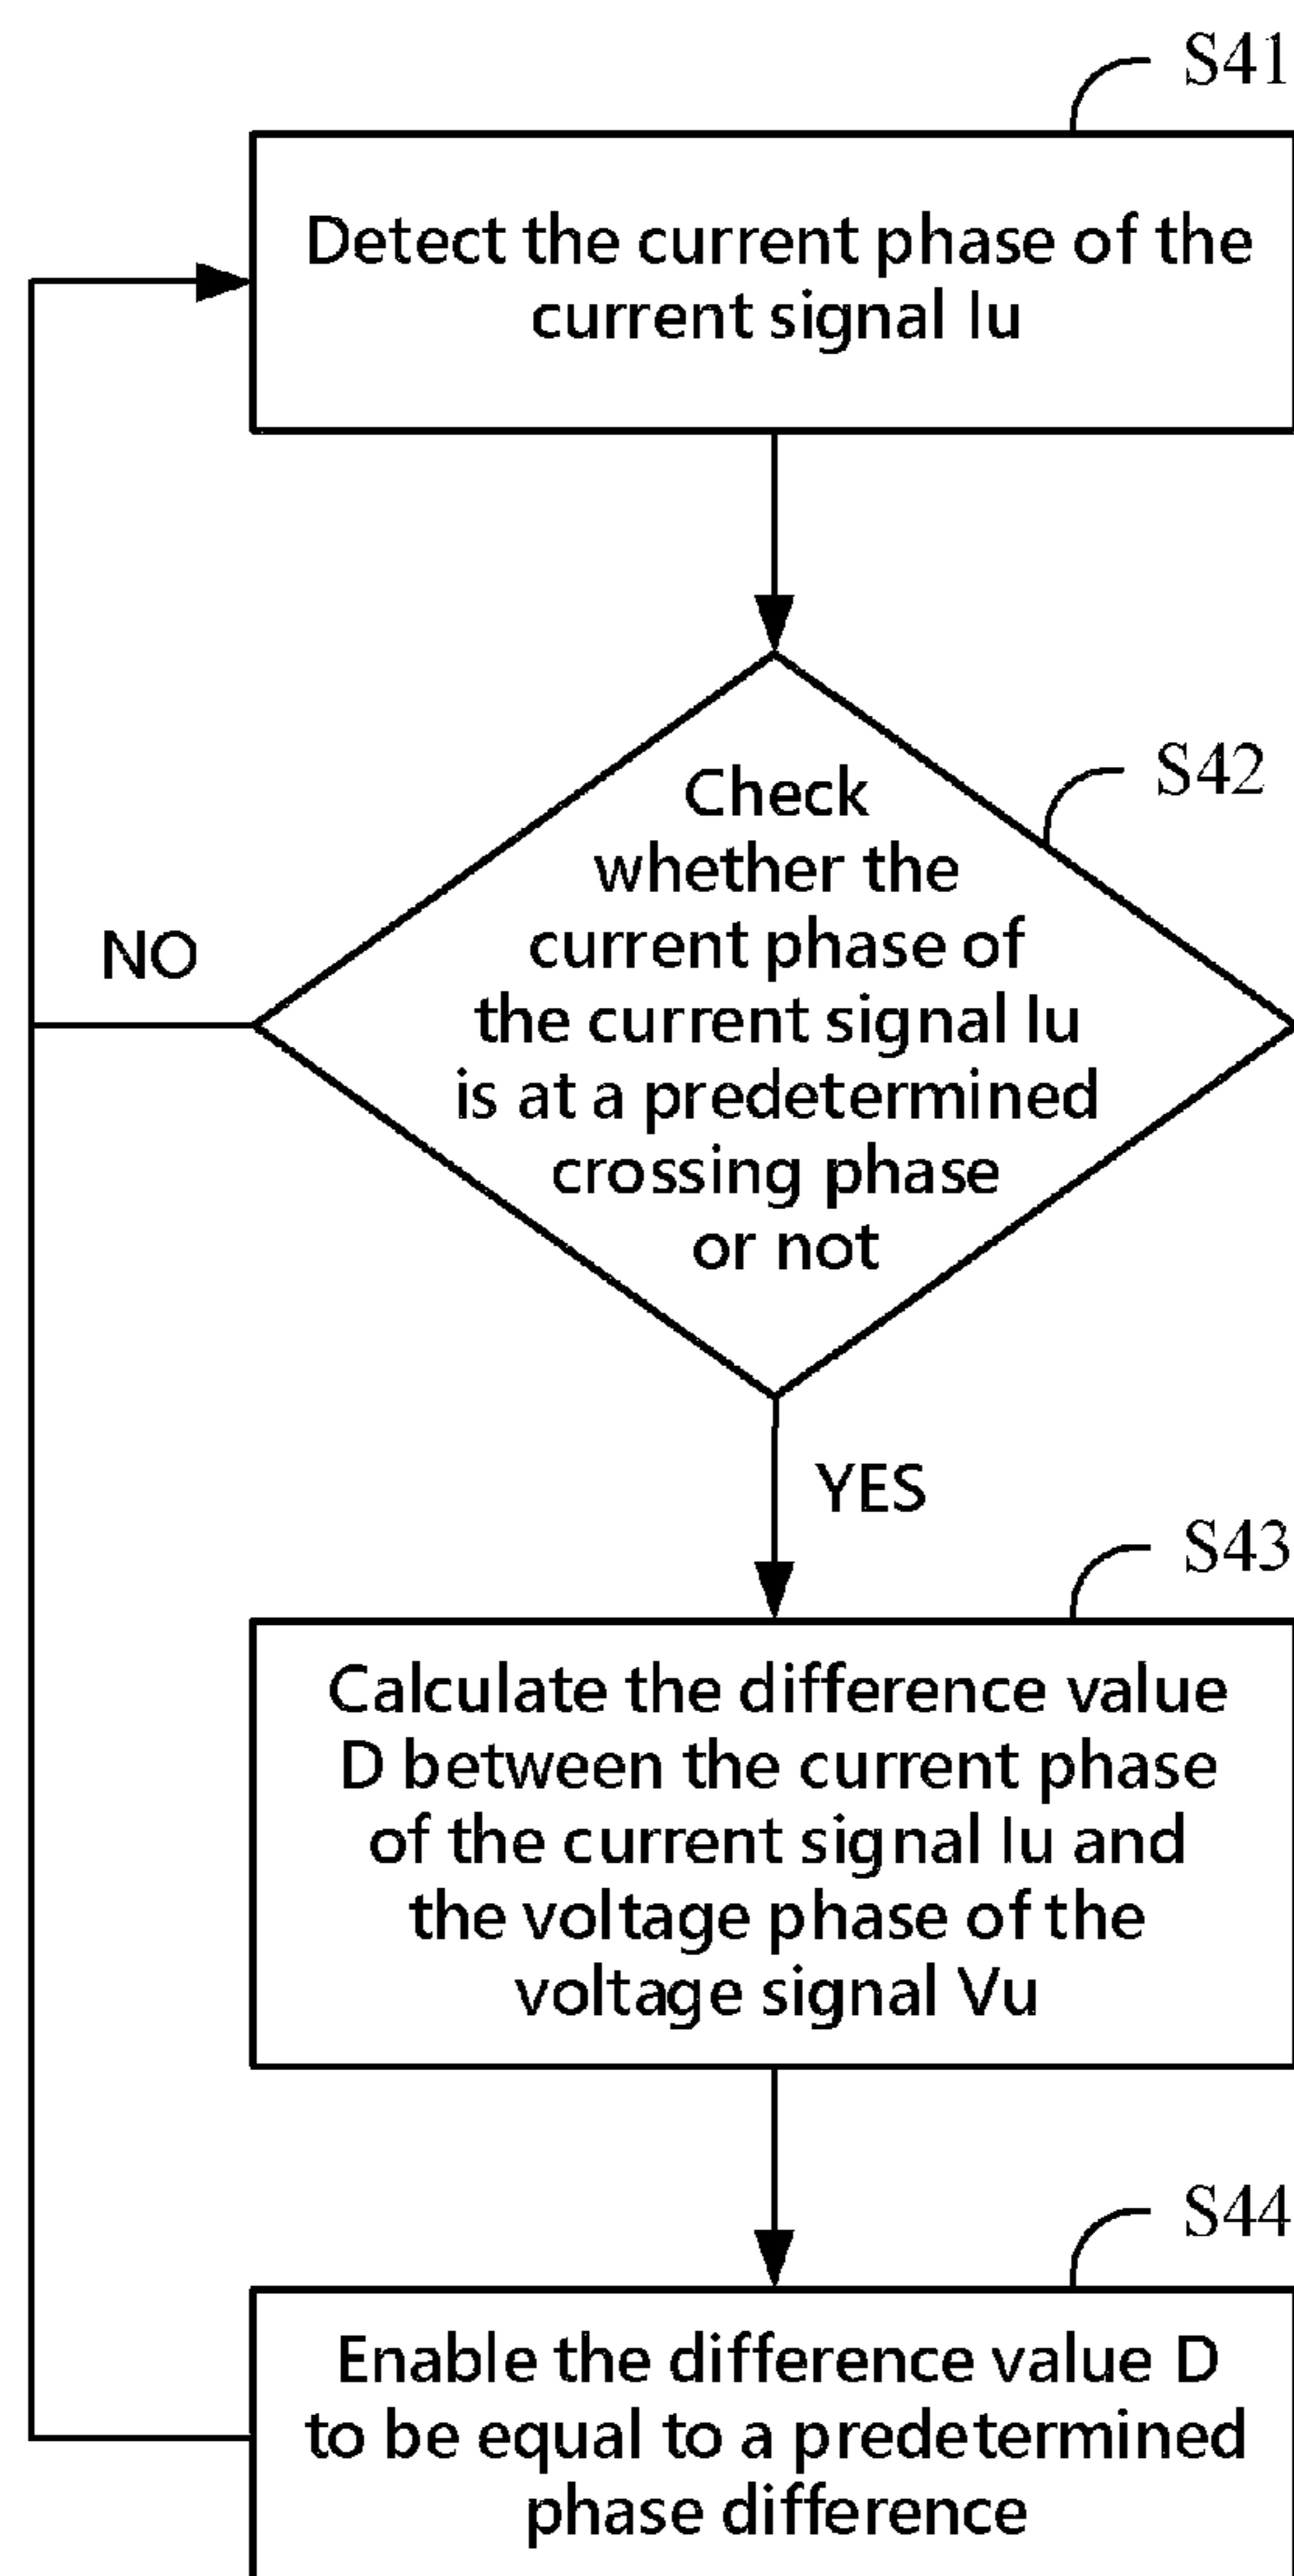 S41
Detect the current phase of the
current signal Iu
S42
Check
whether the
current phase of
the current signal Iu
is at a predetermined
crossing phase
or not
NO
YES
S43
Calculate the difference value
D between the current phase
of the current signal Iu and
the voltage phase of the
voltage signal Vu
S44
Enable the difference value D
to be equal to a predetermined
phase difference